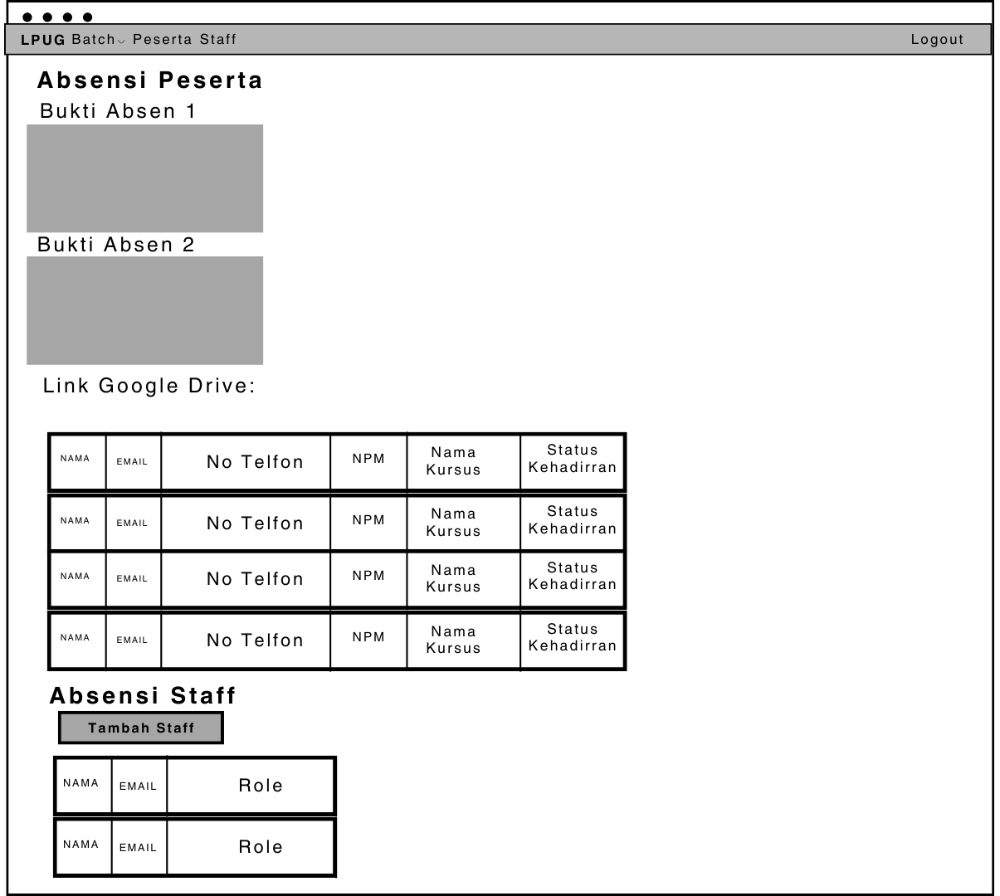 LPUG Batch Peserta Staff Logout
Absensi Peserta
Bukti Absen 1
Bukti Absen 2
Link Google Drive:
NAMA EMAIL No Telfon NPM Nama Kursus Status Kehadirran
NAMA EMAIL No Telfon NPM Nama Kursus Status Kehadirran
NAMA EMAIL No Telfon NPM Nama Kursus Status Kehadirran
NAMA EMAIL No Telfon NPM Nama Kursus Status Kehadirran
Absensi Staff
Tambah Staff
NAMA EMAIL Role
NAMA EMAIL Role